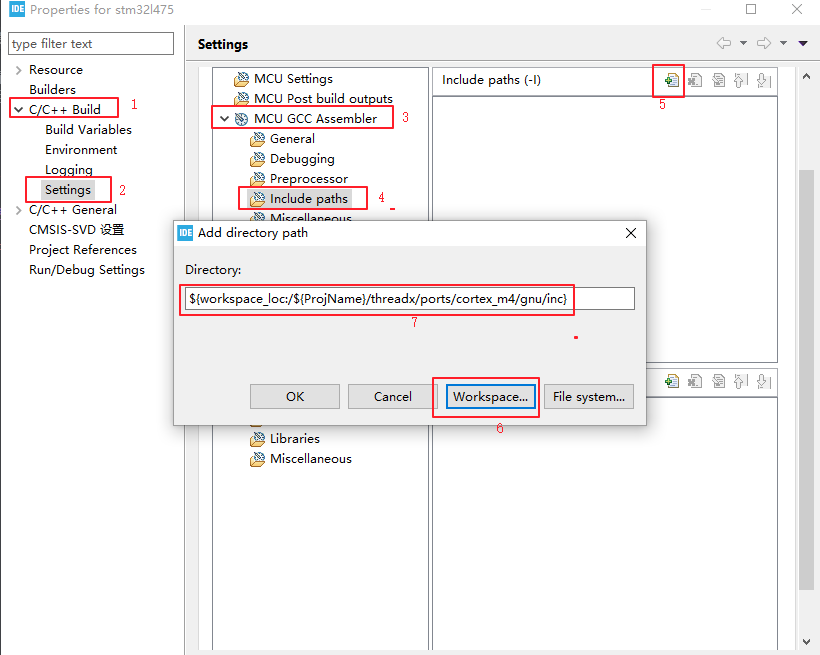 IDE Properties for stm32l475
type filter text
Resource
Builders
C/C++ Build 1
Build Variables
Environment
Logging
Settings 2
C/C++ General
CMSIS-SVD 设置
Project References
Run/Debug Settings
Settings
MCU Settings
MCU Post build outputs
MCU GCC Assembler 3
General
Debugging
Preprocessor
Include paths 4
Miscellaneous
Include paths (-I)
5
IDE Add directory path
Directory:
${workspace_loc:/${ProjName}/threadx/ports/cortex_m4/gnu/inc}
7
OK Cancel Workspace... File system...
6
Libraries
Miscellaneous